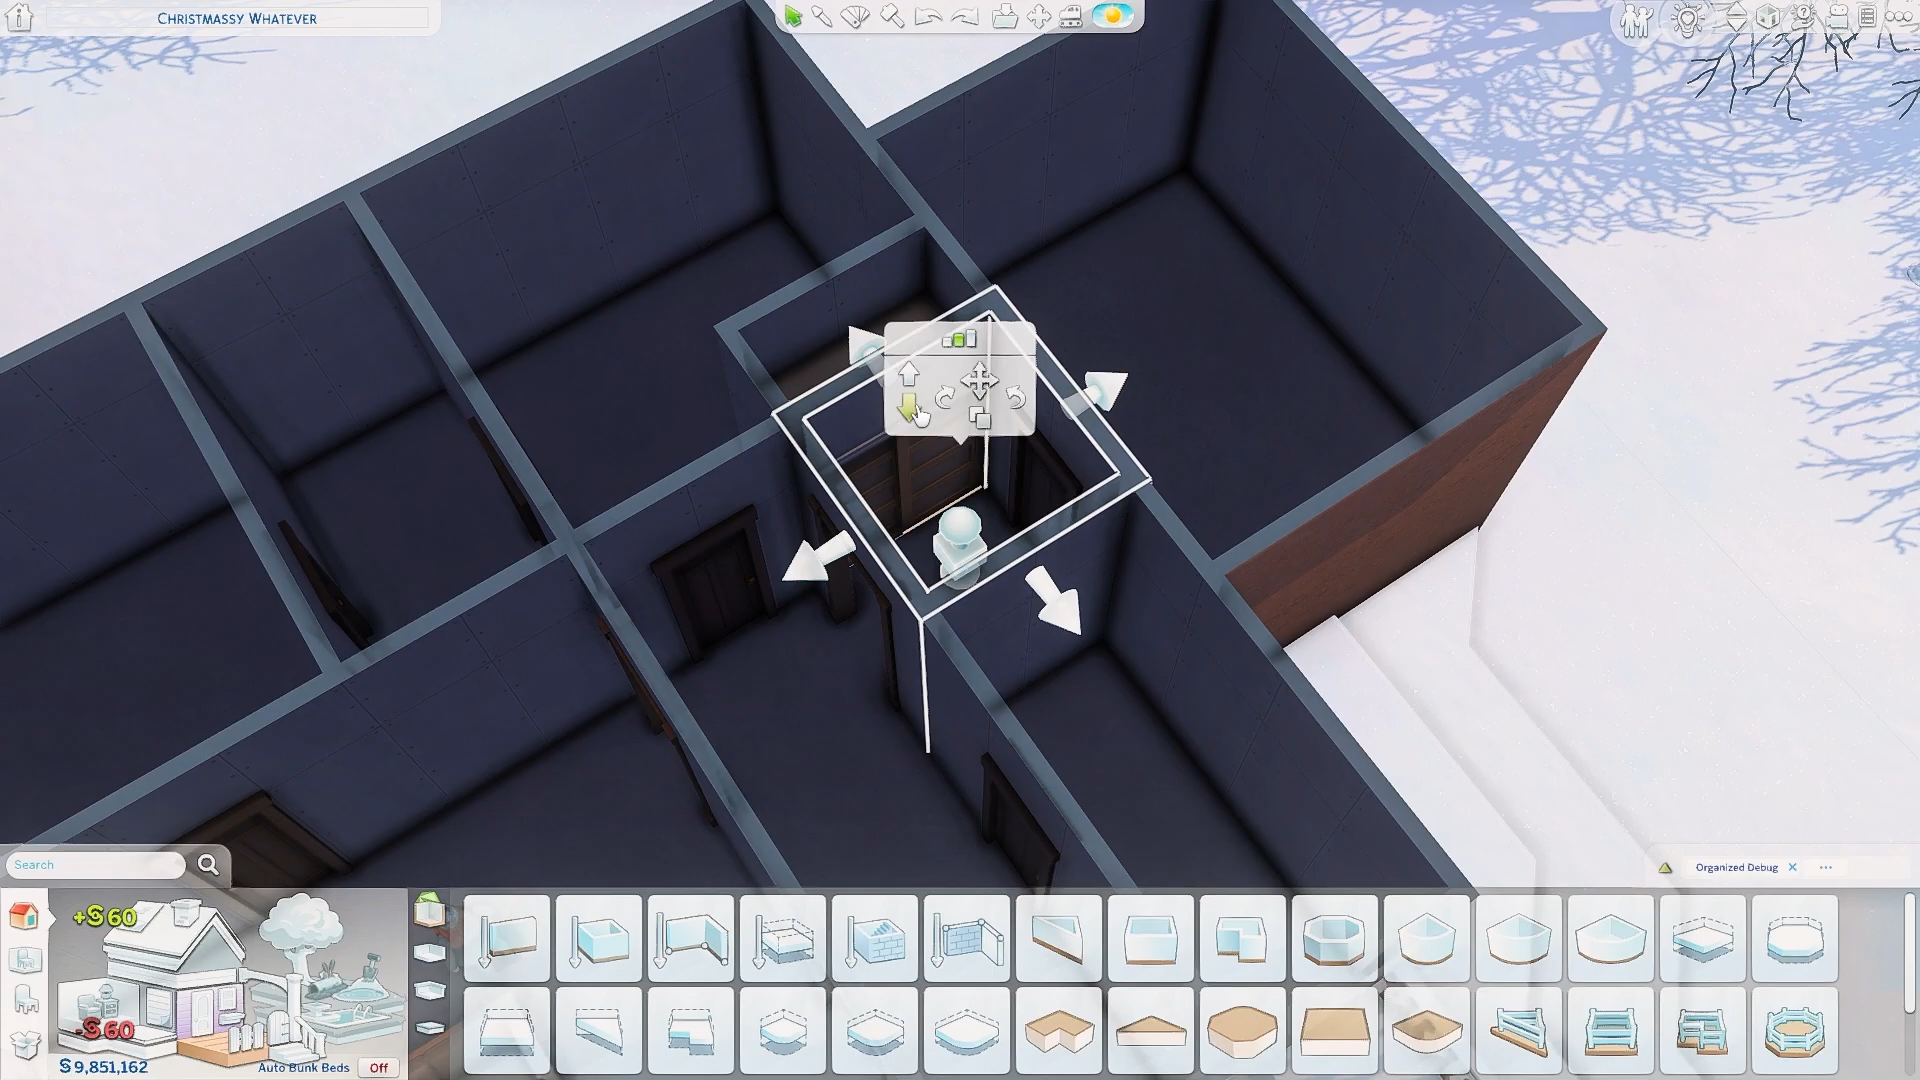 Christmassy Whatever
Search
Organized Debug
+§60
-§60
§9,851,162
Auto Bunk Beds
Off